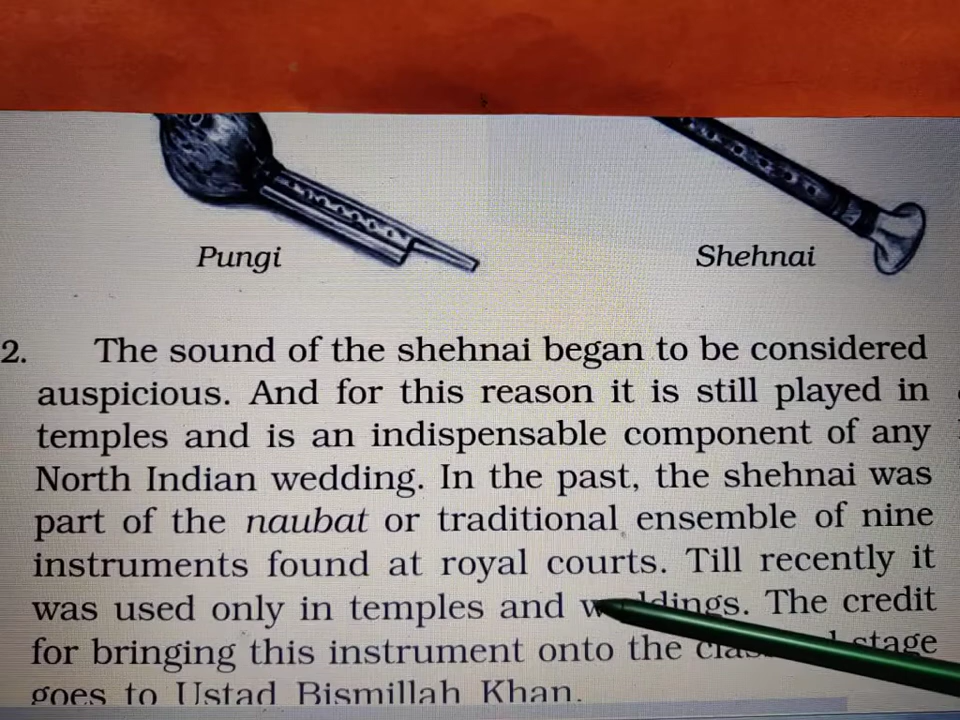 Pungi
Shehnai
2. The sound of the shehnai began to be considered
auspicious. And for this reason it is still played in
temples and is an indispensable component of any
North Indian wedding. In the past, the shehnai was
part of the naubat or traditional ensemble of nine
instruments found at royal courts. Till recently it
was used only in temples and weddings. The credit
for bringing this instrument onto the classical stage
goes to Ustad Bismillah Khan.